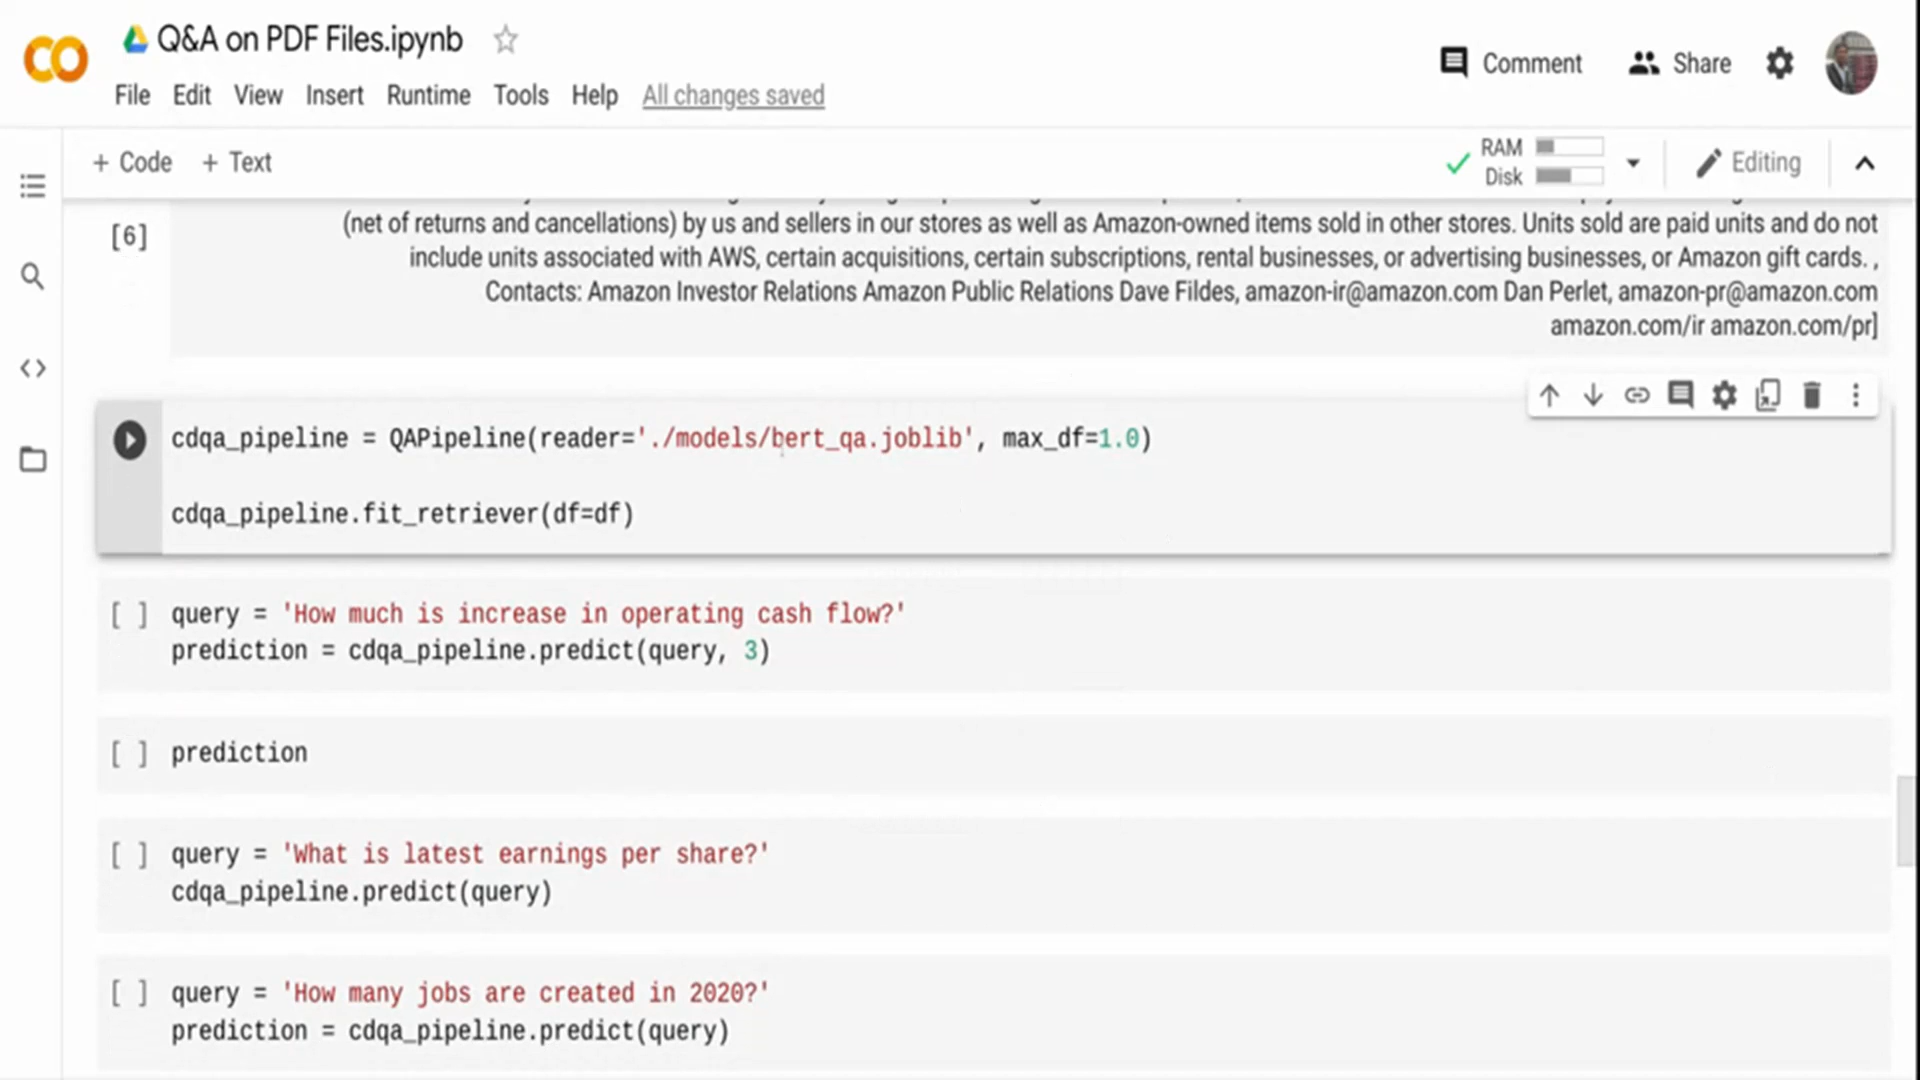 Q&A on PDF Files.ipynb
Comment
Share
File Edit View Insert Runtime Tools Help All changes saved
+ Code + Text
RAM
Disk
Editing
[6]
(net of returns and cancellations) by us and sellers in our stores as well as Amazon-owned items sold in other stores. Units sold are paid units and do not
include units associated with AWS, certain acquisitions, certain subscriptions, rental businesses, or advertising businesses, or Amazon gift cards. ,
Contacts: Amazon Investor Relations Amazon Public Relations Dave Fildes, amazon-ir@amazon.com Dan Perlet, amazon-pr@amazon.com
amazon.com/ir amazon.com/pr]
cdqa_pipeline = QAPipeline(reader='./models/bert_qa.joblib', max_df=1.0)
cdqa_pipeline.fit_retriever(df=df)
[ ] query = 'How much is increase in operating cash flow?'
prediction = cdqa_pipeline.predict(query, 3)
[ ] prediction
[ ] query = 'What is latest earnings per share?'
cdqa_pipeline.predict(query)
[ ] query = 'How many jobs are created in 2020?'
prediction = cdqa_pipeline.predict(query)